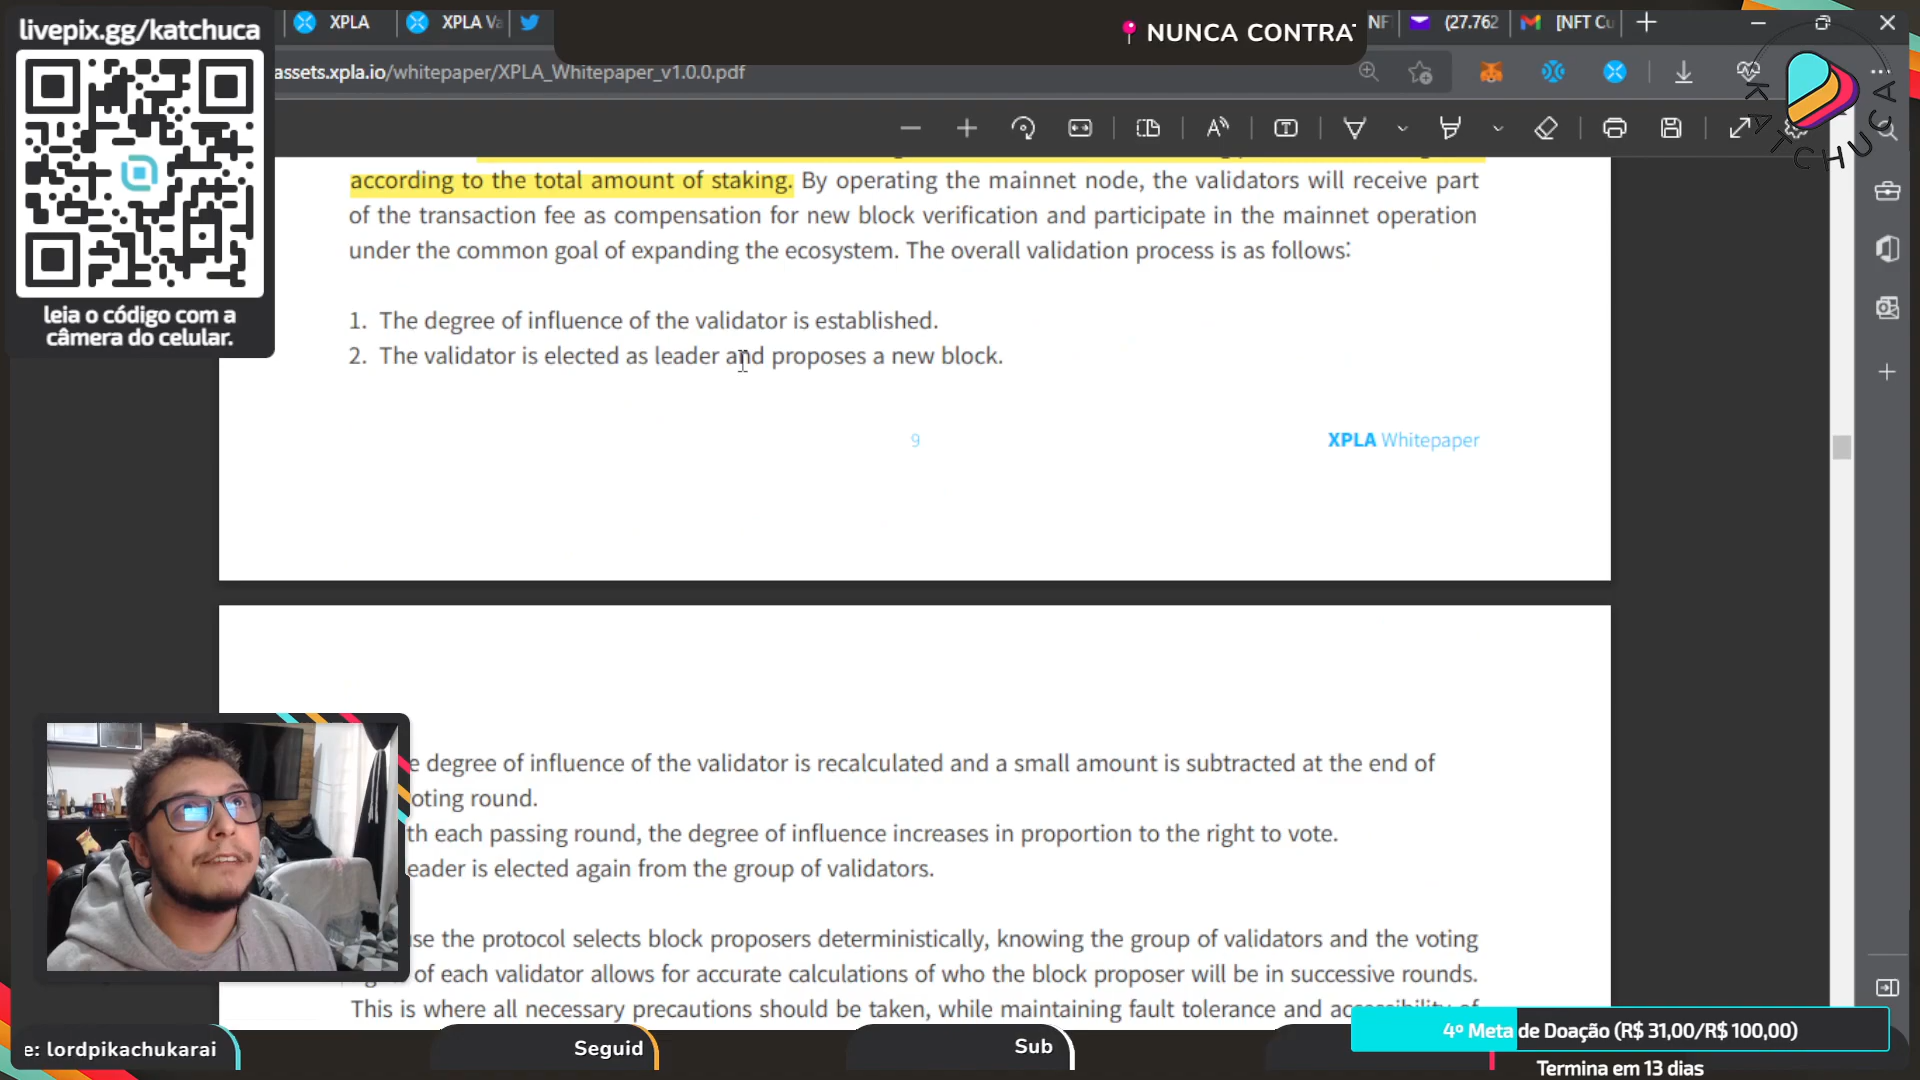 livepix.gg/katchuca
leia o código com a
câmera do celular.
XPLA
XPLA Va
NUNCA CONTRA
NF
(27.762
[NFT Cu
assets.xpla.io/whitepaper/XPLA_Whitepaper_v1.0.0.pdf
KATCHUCA
according to the total amount of staking. By operating the mainnet node, the validators will receive part
of the transaction fee as compensation for new block verification and participate in the mainnet operation
under the common goal of expanding the ecosystem. The overall validation process is as follows:
1. The degree of influence of the validator is established.
2. The validator is elected as leader and proposes a new block.
9
XPLA Whitepaper
e degree of influence of the validator is recalculated and a small amount is subtracted at the end of
oting round.
th each passing round, the degree of influence increases in proportion to the right to vote.
eader is elected again from the group of validators.
se the protocol selects block proposers deterministically, knowing the group of validators and the voting
of each validator allows for accurate calculations of who the block proposer will be in successive rounds.
This is where all necessary precautions should be taken, while maintaining fault tolerance and accessibility of
e: lordpikachukarai
Seguid
Sub
4º Meta de Doação (R$ 31,00/R$ 100,00)
Termina em 13 dias